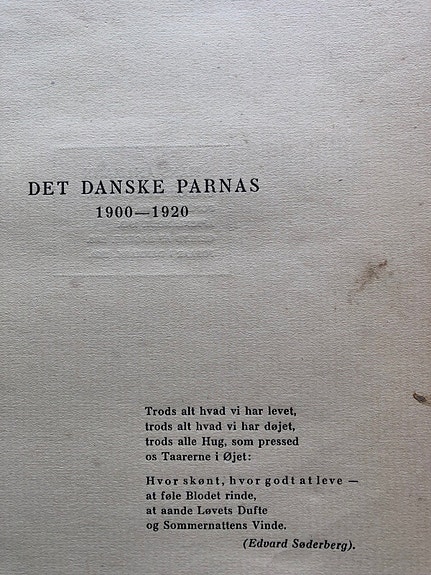 DET DANSKE PARNAS
1900—1920
Trods alt hvad vi har levet,
trods alt hvad vi har døjet,
trods alle Hug, som pressed
os Taarerne i Øjet:
Hvor skønt, hvor godt at leve —
at føle Blodet rinde,
at aande Løvets Dufte
og Sommernattens Vinde.
(Edvard Søderberg).